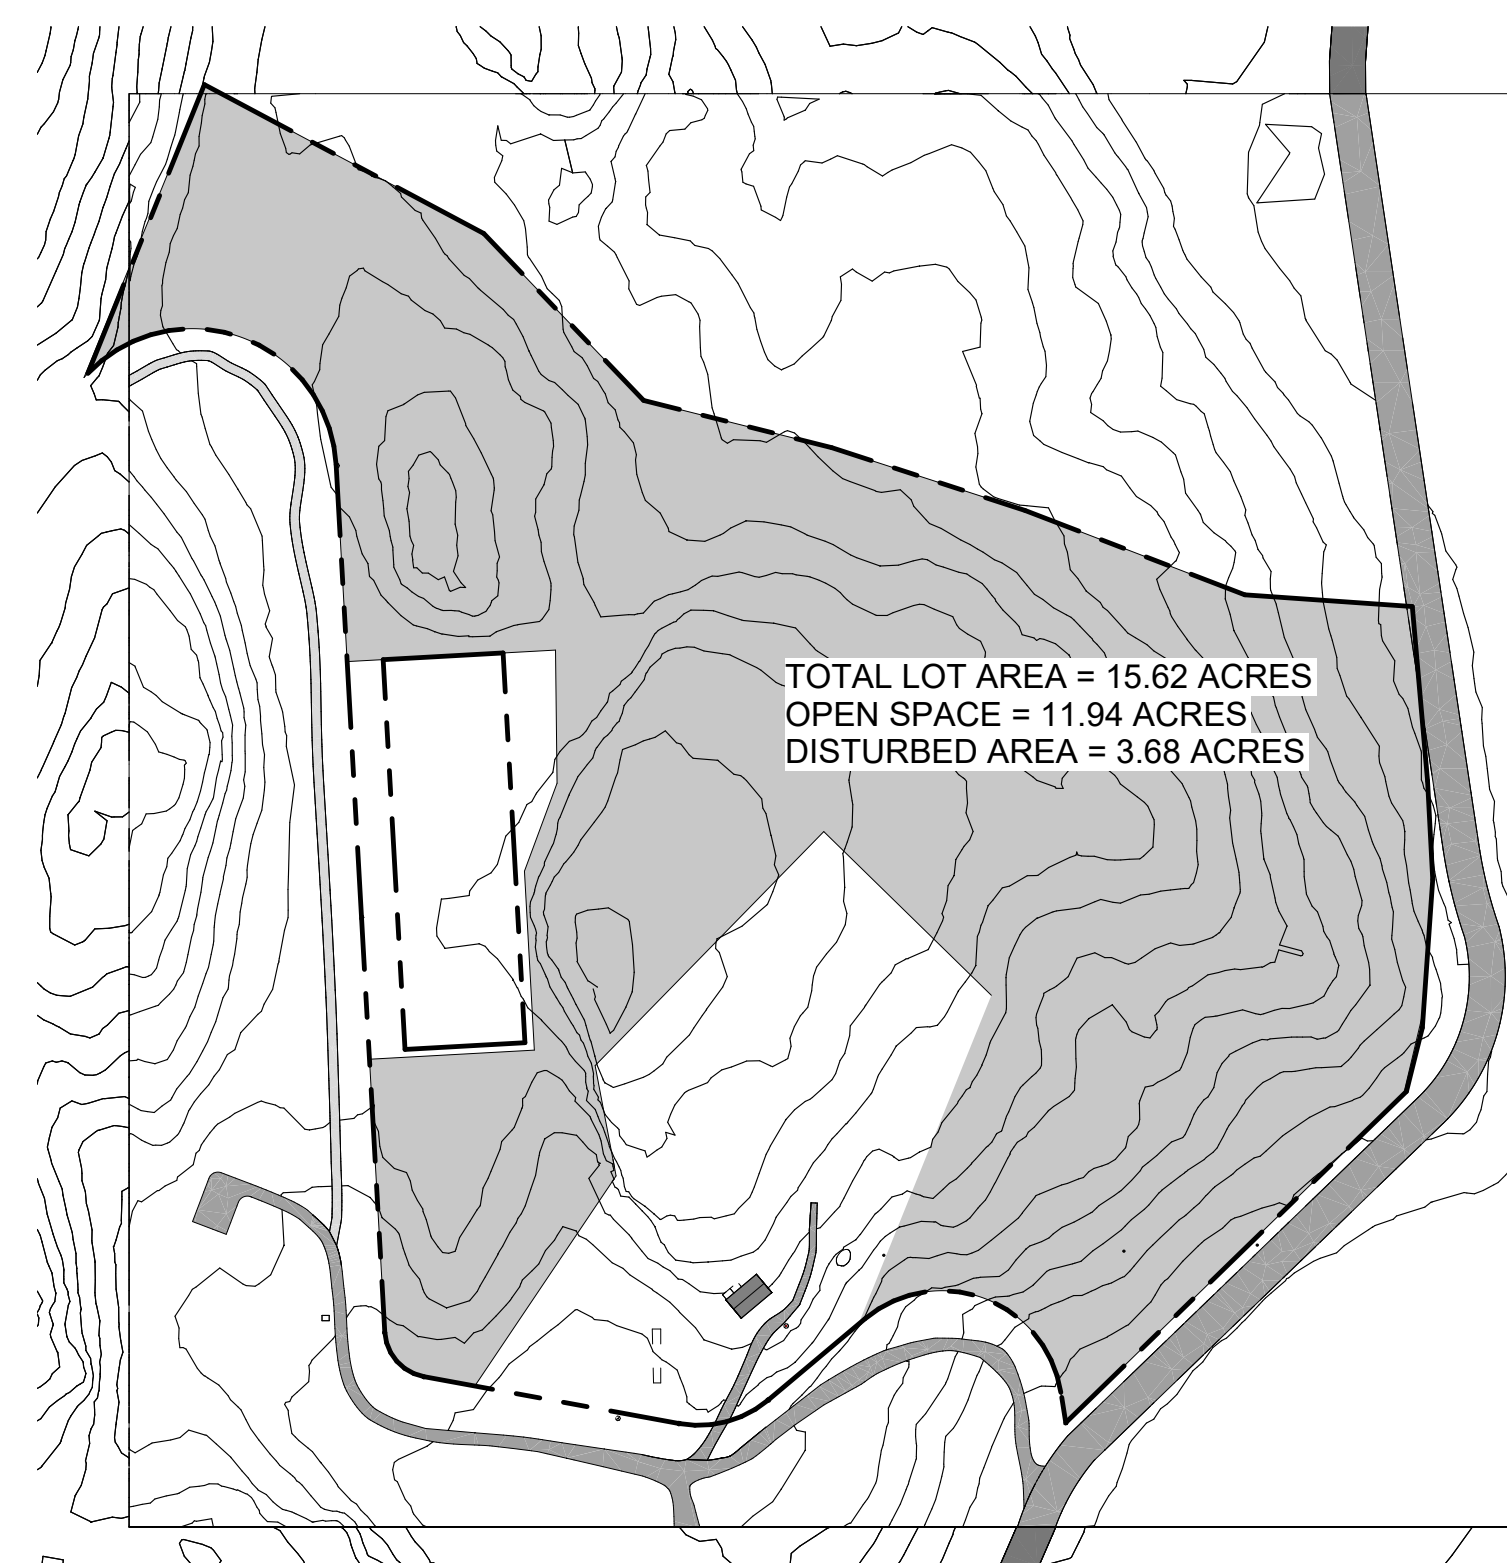 TOTAL LOT AREA = 15.62 ACRES
OPEN SPACE = 11.94 ACRES
DISTURBED AREA = 3.68 ACRES